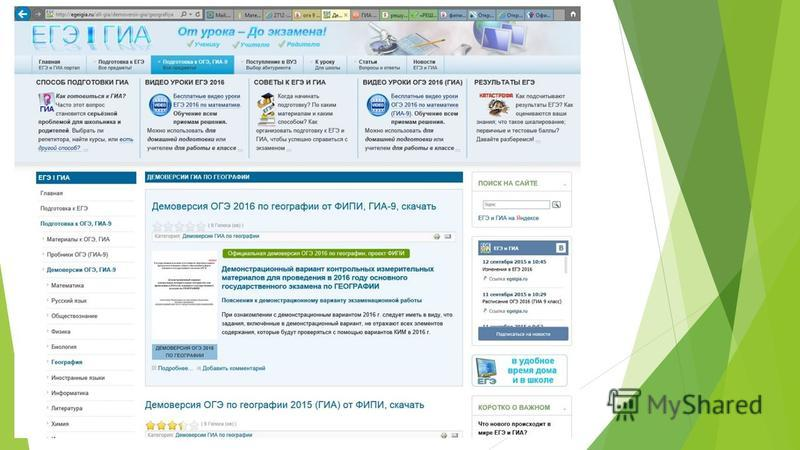 http://egeigia.ru/all-gia/demoversii-gia/geografiya
ЕГЭ ГИА
От урока – До экзамена!
Ученику Учителю Родителю
Главная
ЕГЭ и ГИА портал
Подготовка к ЕГЭ
Все предметы!
Подготовка к ОГЭ, ГИА-9
Все предметы!
Поступление в ВУЗ
Выбор абитуриента
К уроку
Для школы
Статьи
Вопросы и ответы
Новости
ЕГЭ и ГИА
СПОСОБ ПОДГОТОВКИ ГИА
Как готовиться к ГИА?
Часто этот вопрос
становится серьёзной
проблемой для школьника и
родителей. Выбрать ли
репетитора, найти курсы, или есть
другой способ? ...
ВИДЕО УРОКИ ЕГЭ 2016
Бесплатные видео уроки
ЕГЭ 2016 по математике.
Обучение всем
приемам решения.
Можно использовать для
домашней подготовки или
учителем для работы в классе ...
СОВЕТЫ К ЕГЭ И ГИА
Когда начинать
подготовку? По каким
материалам и каким
способом? Как
организовать подготовку к ЕГЭ и
ГИА, чтобы успешно справиться с
экзаменом ...
ВИДЕО УРОКИ ОГЭ 2016 (ГИА)
Бесплатные видео уроки
ОГЭ 2016 по математике
(ГИА-9). Обучение всем
приемам решения.
Можно использовать для
домашней подготовки или
учителем для работы в классе ...
РЕЗУЛЬТАТЫ ЕГЭ
КАТАСТРОФА
Как подсчитывают
результаты ЕГЭ? Как
оцениваются ваши
знания; что такое шкалирование;
первичные и тестовые баллы?
Давайте разберемся! ...
ЕГЭ I ГИА
Главная
Подготовка к ЕГЭ
Подготовка к ОГЭ, ГИА-9
Материалы к ОГЭ, ГИА
Пробники ОГЭ (ГИА-9)
Демоверсии ОГЭ, ГИА-9
Математика
Русский язык
Обществознание
Физика
Биология
География
Иностранные языки
Информатика
Литература
Химия
ДЕМОВЕРСИИ ГИА ПО ГЕОГРАФИИ
Демоверсия ОГЭ 2016 по географии от ФИПИ, ГИА-9, скачать
Категория: Демоверсии ГИА по географии
Официальная демоверсия ОГЭ 2016 по географии, проект ФИПИ
Демонстрационный вариант контрольных измерительных
материалов для проведения в 2016 году основного
государственного экзамена по ГЕОГРАФИИ
Пояснения к демонстрационному варианту экзаменационной работы
При ознакомлении с демонстрационным вариантом 2016 г. следует иметь в виду, что
задания, включённые в демонстрационный вариант, не отражают всех элементов
содержания, которые будут проверяться с помощью вариантов КИМ в 2016 г.
ДЕМОВЕРСИЯ ОГЭ 2016
ПО ГЕОГРАФИИ
Подробнее... Добавить комментарий
Демоверсия ОГЭ по географии 2015 (ГИА) от ФИПИ, скачать
Категория: Демоверсии ГИА по географии
ПОИСК НА САЙТЕ
ЕГЭ и ГИА на Яндексе
ЕГЭ и ГИА
12 сентября 2015 в 10:45
Изменения в ЕГЭ 2016
Ссылка egeigia.ru
11 сентября 2015 в 10:29
Расписание ОГЭ 2016 (ГИА 9 класс)
Ссылка egeigia.ru
Подписаться на новости
в удобное
время дома
и в школе
ЕГЭ
КОРОТКО О ВАЖНОМ
Что нового происходит в
мире ЕГЭ и ГИА?
MyShared